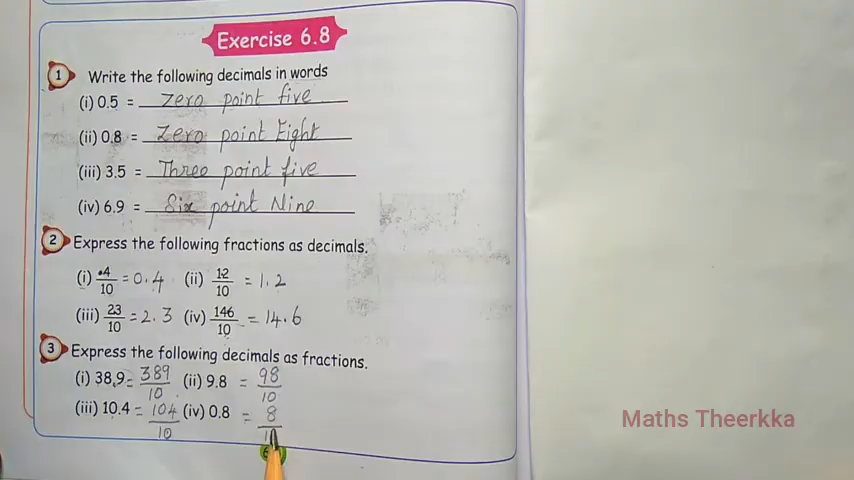 Exercise 6.8
1 Write the following decimals in words
(i) 0.5 = Zero point five
(ii) 0.8 = Zero point Eight
(iii) 3.5 = Three point five
(iv) 6.9 = Six point Nine
2 Express the following fractions as decimals.
(i) 4/10 = 0.4 (ii) 12/10 = 1.2
(iii) 23/10 = 2.3 (iv) 146/10 = 14.6
3 Express the following decimals as fractions.
(i) 38.9 = 389/10 (ii) 9.8 = 98/10
(iii) 10.4 = 104/10 (iv) 0.8 = 8/1
Maths Theerkka